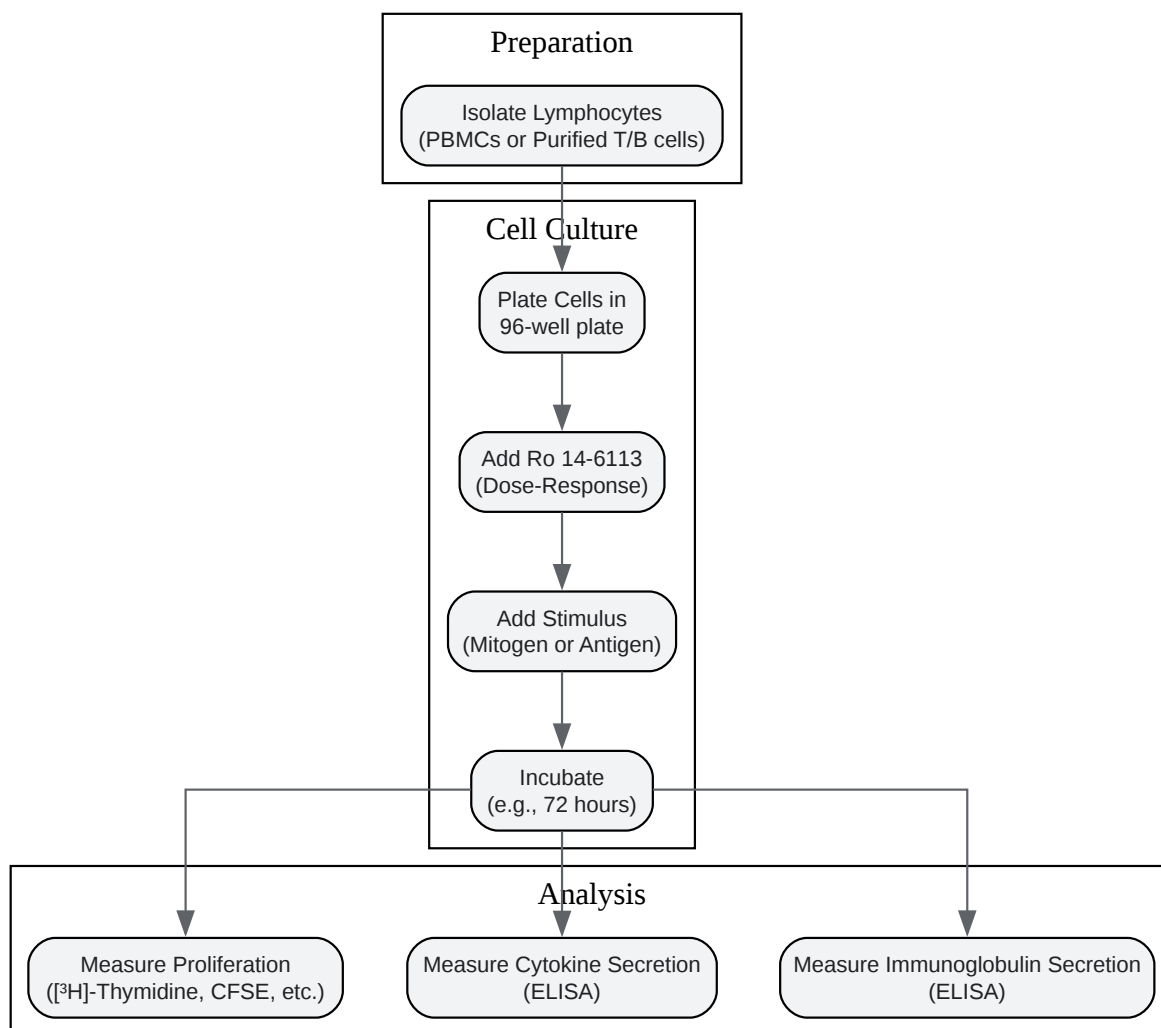 Preparation
Isolate Lymphocytes
(PBMCs or Purified T/B cells)
Cell Culture
Plate Cells in
96-well plate
Add Ro 14-6113
(Dose-Response)
Add Stimulus
(Mitogen or Antigen)
Incubate
(e.g., 72 hours)
Analysis
Measure Proliferation
([³H]-Thymidine, CFSE, etc.)
Measure Cytokine Secretion
(ELISA)
Measure Immunoglobulin Secretion
(ELISA)